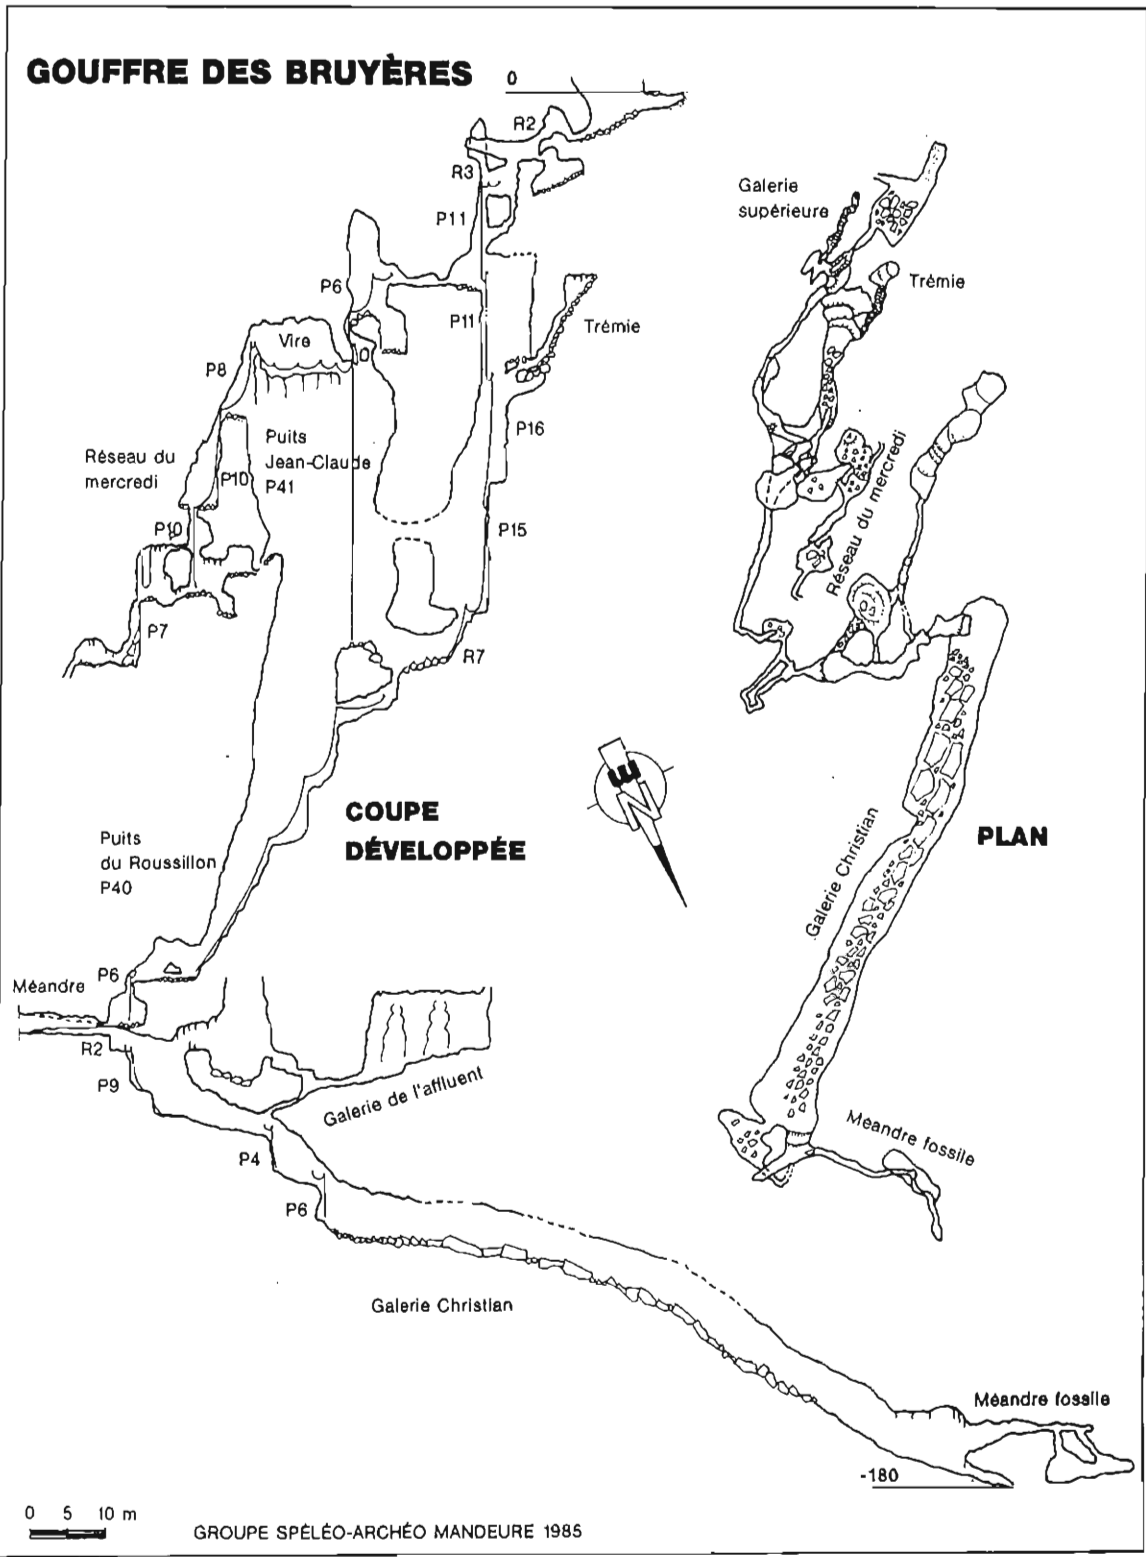 GOUFFRE DES BRUYÈRES
0
R2
R3
P11
P6
P11
Trémie
Vire
P8
P16
Puits
Jean-Claude
P41
Réseau du
mercredi
P10
P10
P15
P7
R7
COUPE
DÉVELOPPÉE
Puits
du Roussillon
P40
P6
Méandre
R2
P9
Galerie de l'affluent
P4
P6
Galerie Christian
Méandre fossile
-180
Galerie
supérieure
Trémie
Réseau du mercredi
N
PLAN
Galerie Christian
Méandre fossile
0 5 10 m
GROUPE SPÉLÉO-ARCHÉO MANDEURE 1985